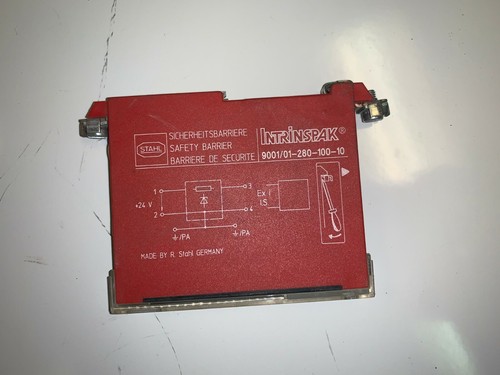 STAHL
SICHERHEITSBARRIERE
SAFETY BARRIER
BARRIERE DE SECURITE
INTRINSPAK®
9001/01-280-100-10
1
+24 V
2
3
4
Ex i
I.S.
/PA
/PA
MADE BY R. Stahl GERMANY